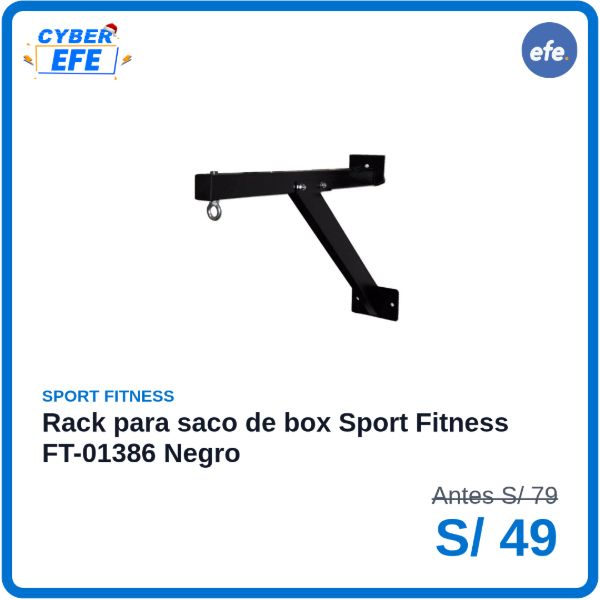 CYBER
EFE
efe.
SPORT FITNESS
Rack para saco de box Sport Fitness
FT-01386 Negro
Antes S/ 79
S/ 49